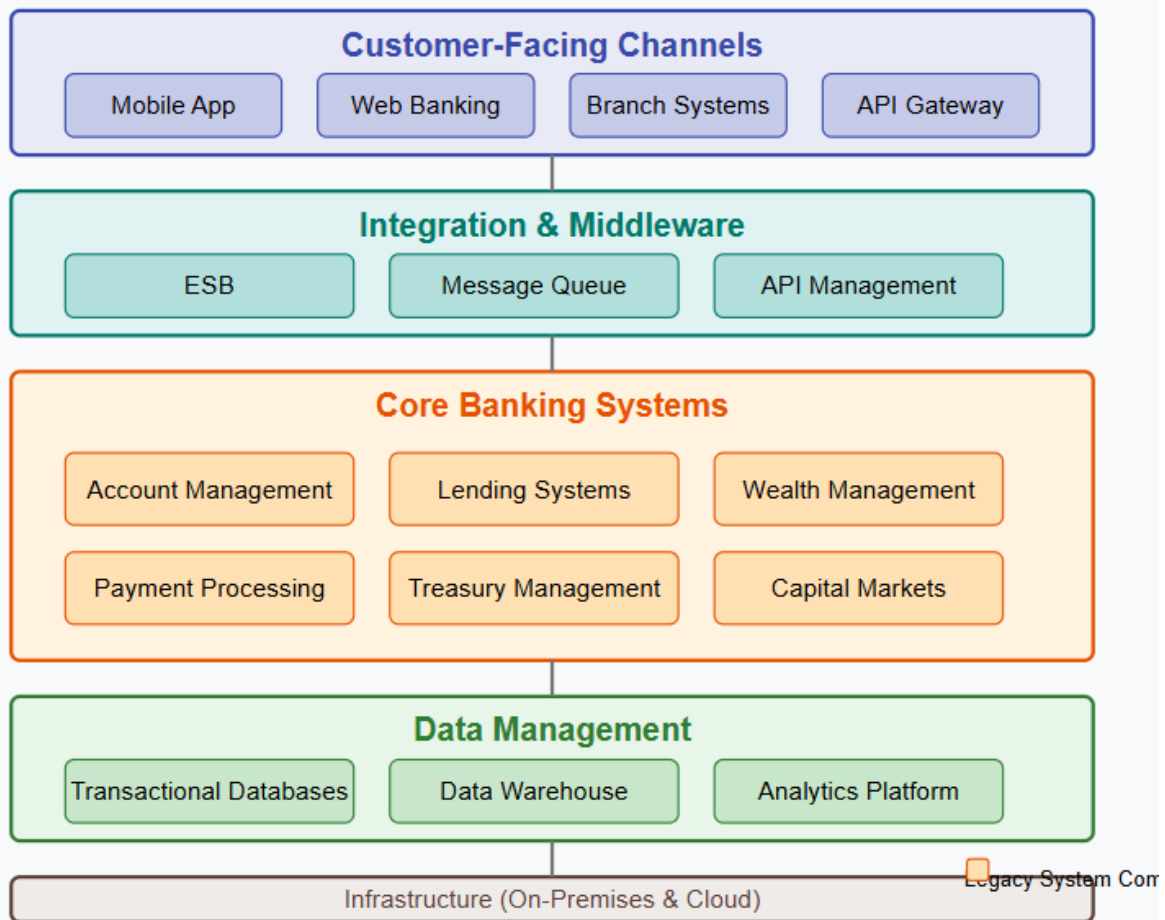 Customer-Facing Channels
Mobile App
Web Banking
Branch Systems
API Gateway
Integration & Middleware
ESB
Message Queue
API Management
Core Banking Systems
Account Management
Lending Systems
Wealth Management
Payment Processing
Treasury Management
Capital Markets
Data Management
Transactional Databases
Data Warehouse
Analytics Platform
Legacy System Com
Infrastructure (On-Premises & Cloud)